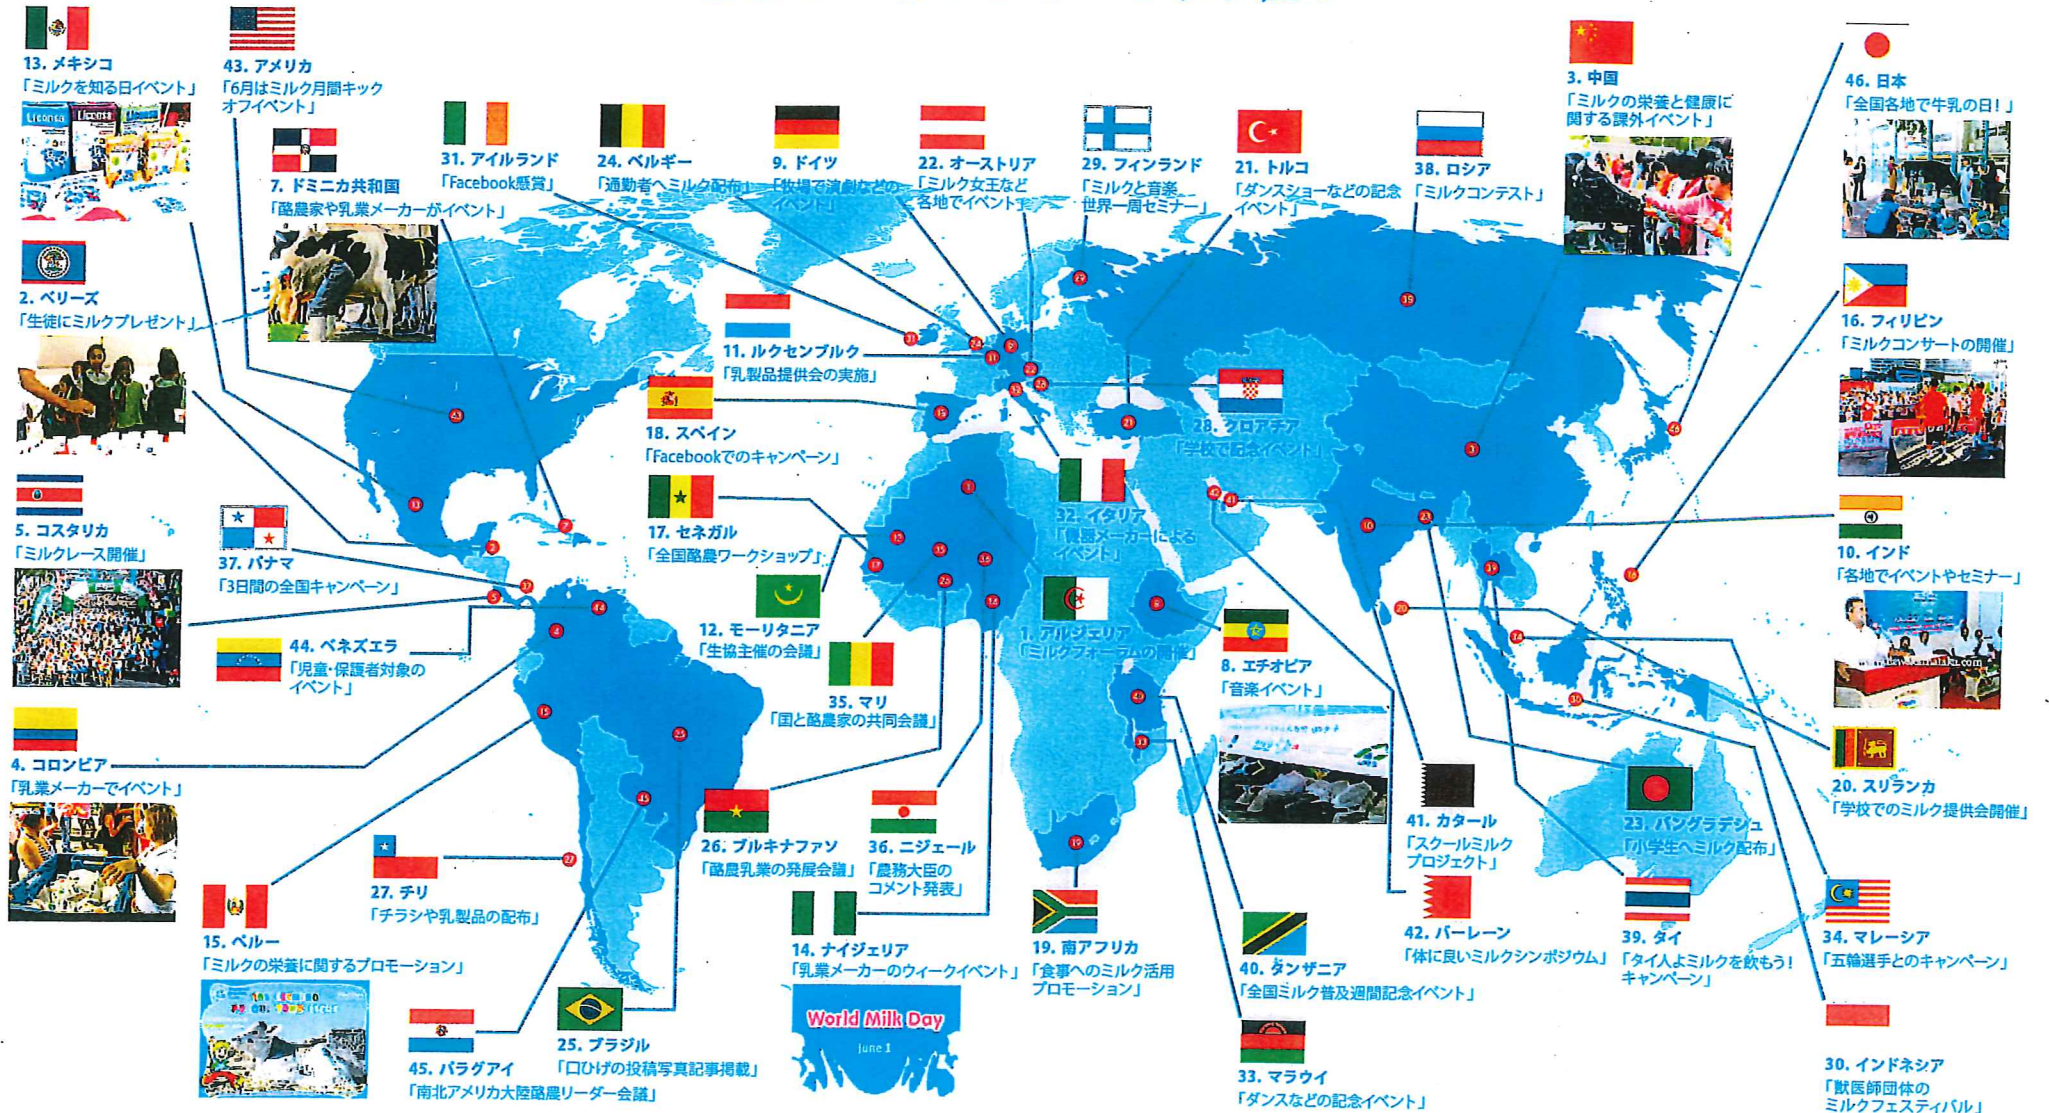 13. メキシコ
「ミルクを知る日イベント」
43. アメリカ
「6月はミルク月間キック
オフイベント」
7. ドミニカ共和国
「酪農家や乳業メーカーがイベント」
31. アイルランド
「Facebook懸賞」
24. ベルギー
「通勤者へミルク配布」
9. ドイツ
「牧場で演劇などの
イベント」
22. オーストリア
「ミルク女王など
各地でイベント」
29. フィンランド
「ミルクと音楽
世界一周セミナー」
21. トルコ
「ダンスショーなどの記念
イベント」
38. ロシア
「ミルクコンテスト」
3. 中国
「ミルクの栄養と健康に
関する課外イベント」
46. 日本
「全国各地で牛乳の日！」
2. ベリーズ
「生徒にミルクプレゼント」
11. ルクセンブルク
「乳製品提供会の実施」
16. フィリピン
「ミルクコンサートの開催」
18. スペイン
「Facebookでのキャンペーン」
28. クロアチア
「学校で記念イベント」
5. コスタリカ
「ミルクレース開催」
37. パナマ
「3日間の全国キャンペーン」
17. セネガル
「全国酪農ワークショップ」
32. イタリア
「機器メーカーによる
イベント」
10. インド
「各地でイベントやセミナー」
44. ベネズエラ
「児童・保護者対象の
イベント」
12. モーリタニア
「生協主催の会議」
35. マリ
「国と酪農家の共同会議」
1. アルジェリア
「ミルクフォーラムの開催」
8. エチオピア
「音楽イベント」
4. コロンビア
「乳業メーカーでイベント」
20. スリランカ
「学校でのミルク提供会開催」
41. カタール
「スクールミルク
プロジェクト」
23. バングラデシュ
「小学生へミルク配布」
26. ブルキナファソ
「酪農乳業の発展会議」
36. ニジェール
「農務大臣の
コメント発表」
27. チリ
「チラシや乳製品の配布」
15. ペルー
「ミルクの栄養に関するプロモーション」
14. ナイジェリア
「乳業メーカーのウィークイベント」
19. 南アフリカ
「食事へのミルク活用
プロモーション」
40. タンザニア
「全国ミルク普及週間記念イベント」
42. バーレーン
「体に良いミルクシンポジウム」
39. タイ
「タイ人よミルクを飲もう！
キャンペーン」
34. マレーシア
「五輪選手とのキャンペーン」
45. パラグアイ
「南北アメリカ大陸酪農リーダー会議」
25. ブラジル
「口ひげの投稿写真記事掲載」
World Milk Day
june 1
33. マラウイ
「ダンスなどの記念イベント」
30. インドネシア
「獣医師団体の
ミルクフェスティバル」